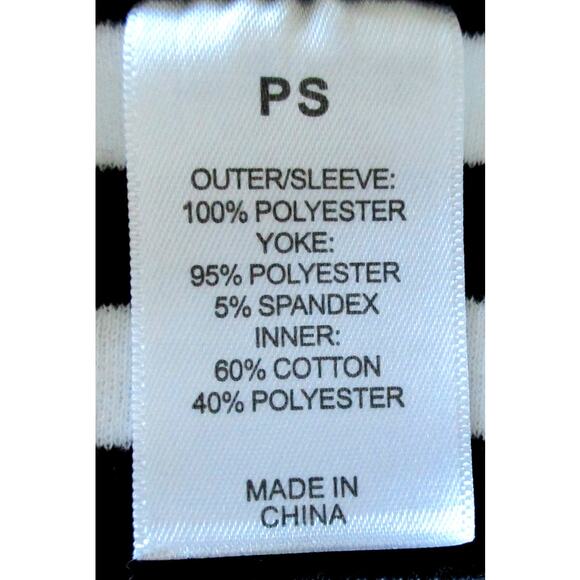 PS
OUTER/SLEEVE:
100% POLYESTER
YOKE:
95% POLYESTER
5% SPANDEX
INNER:
60% COTTON
40% POLYESTER
MADE IN
CHINA